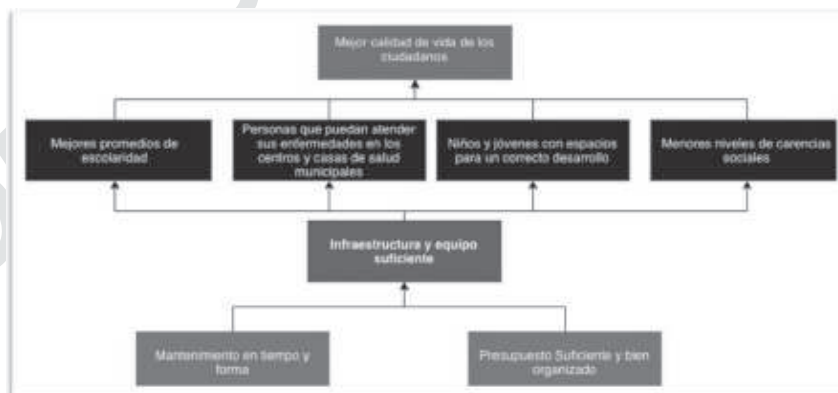 Mejor calidad de vida de los
ciudadanos
Mejores promedios de
escolaridad
Personas que puedan atender
sus enfermedades en los
centros y casas de salud
municipales
Niños y jóvenes con espacios
para un correcto desarrollo
Menores niveles de carencias
sociales
Infraestructura y equipo
suficiente
Mantenimiento en tiempo y
forma
Presupuesto Suficiente y bien
organizado